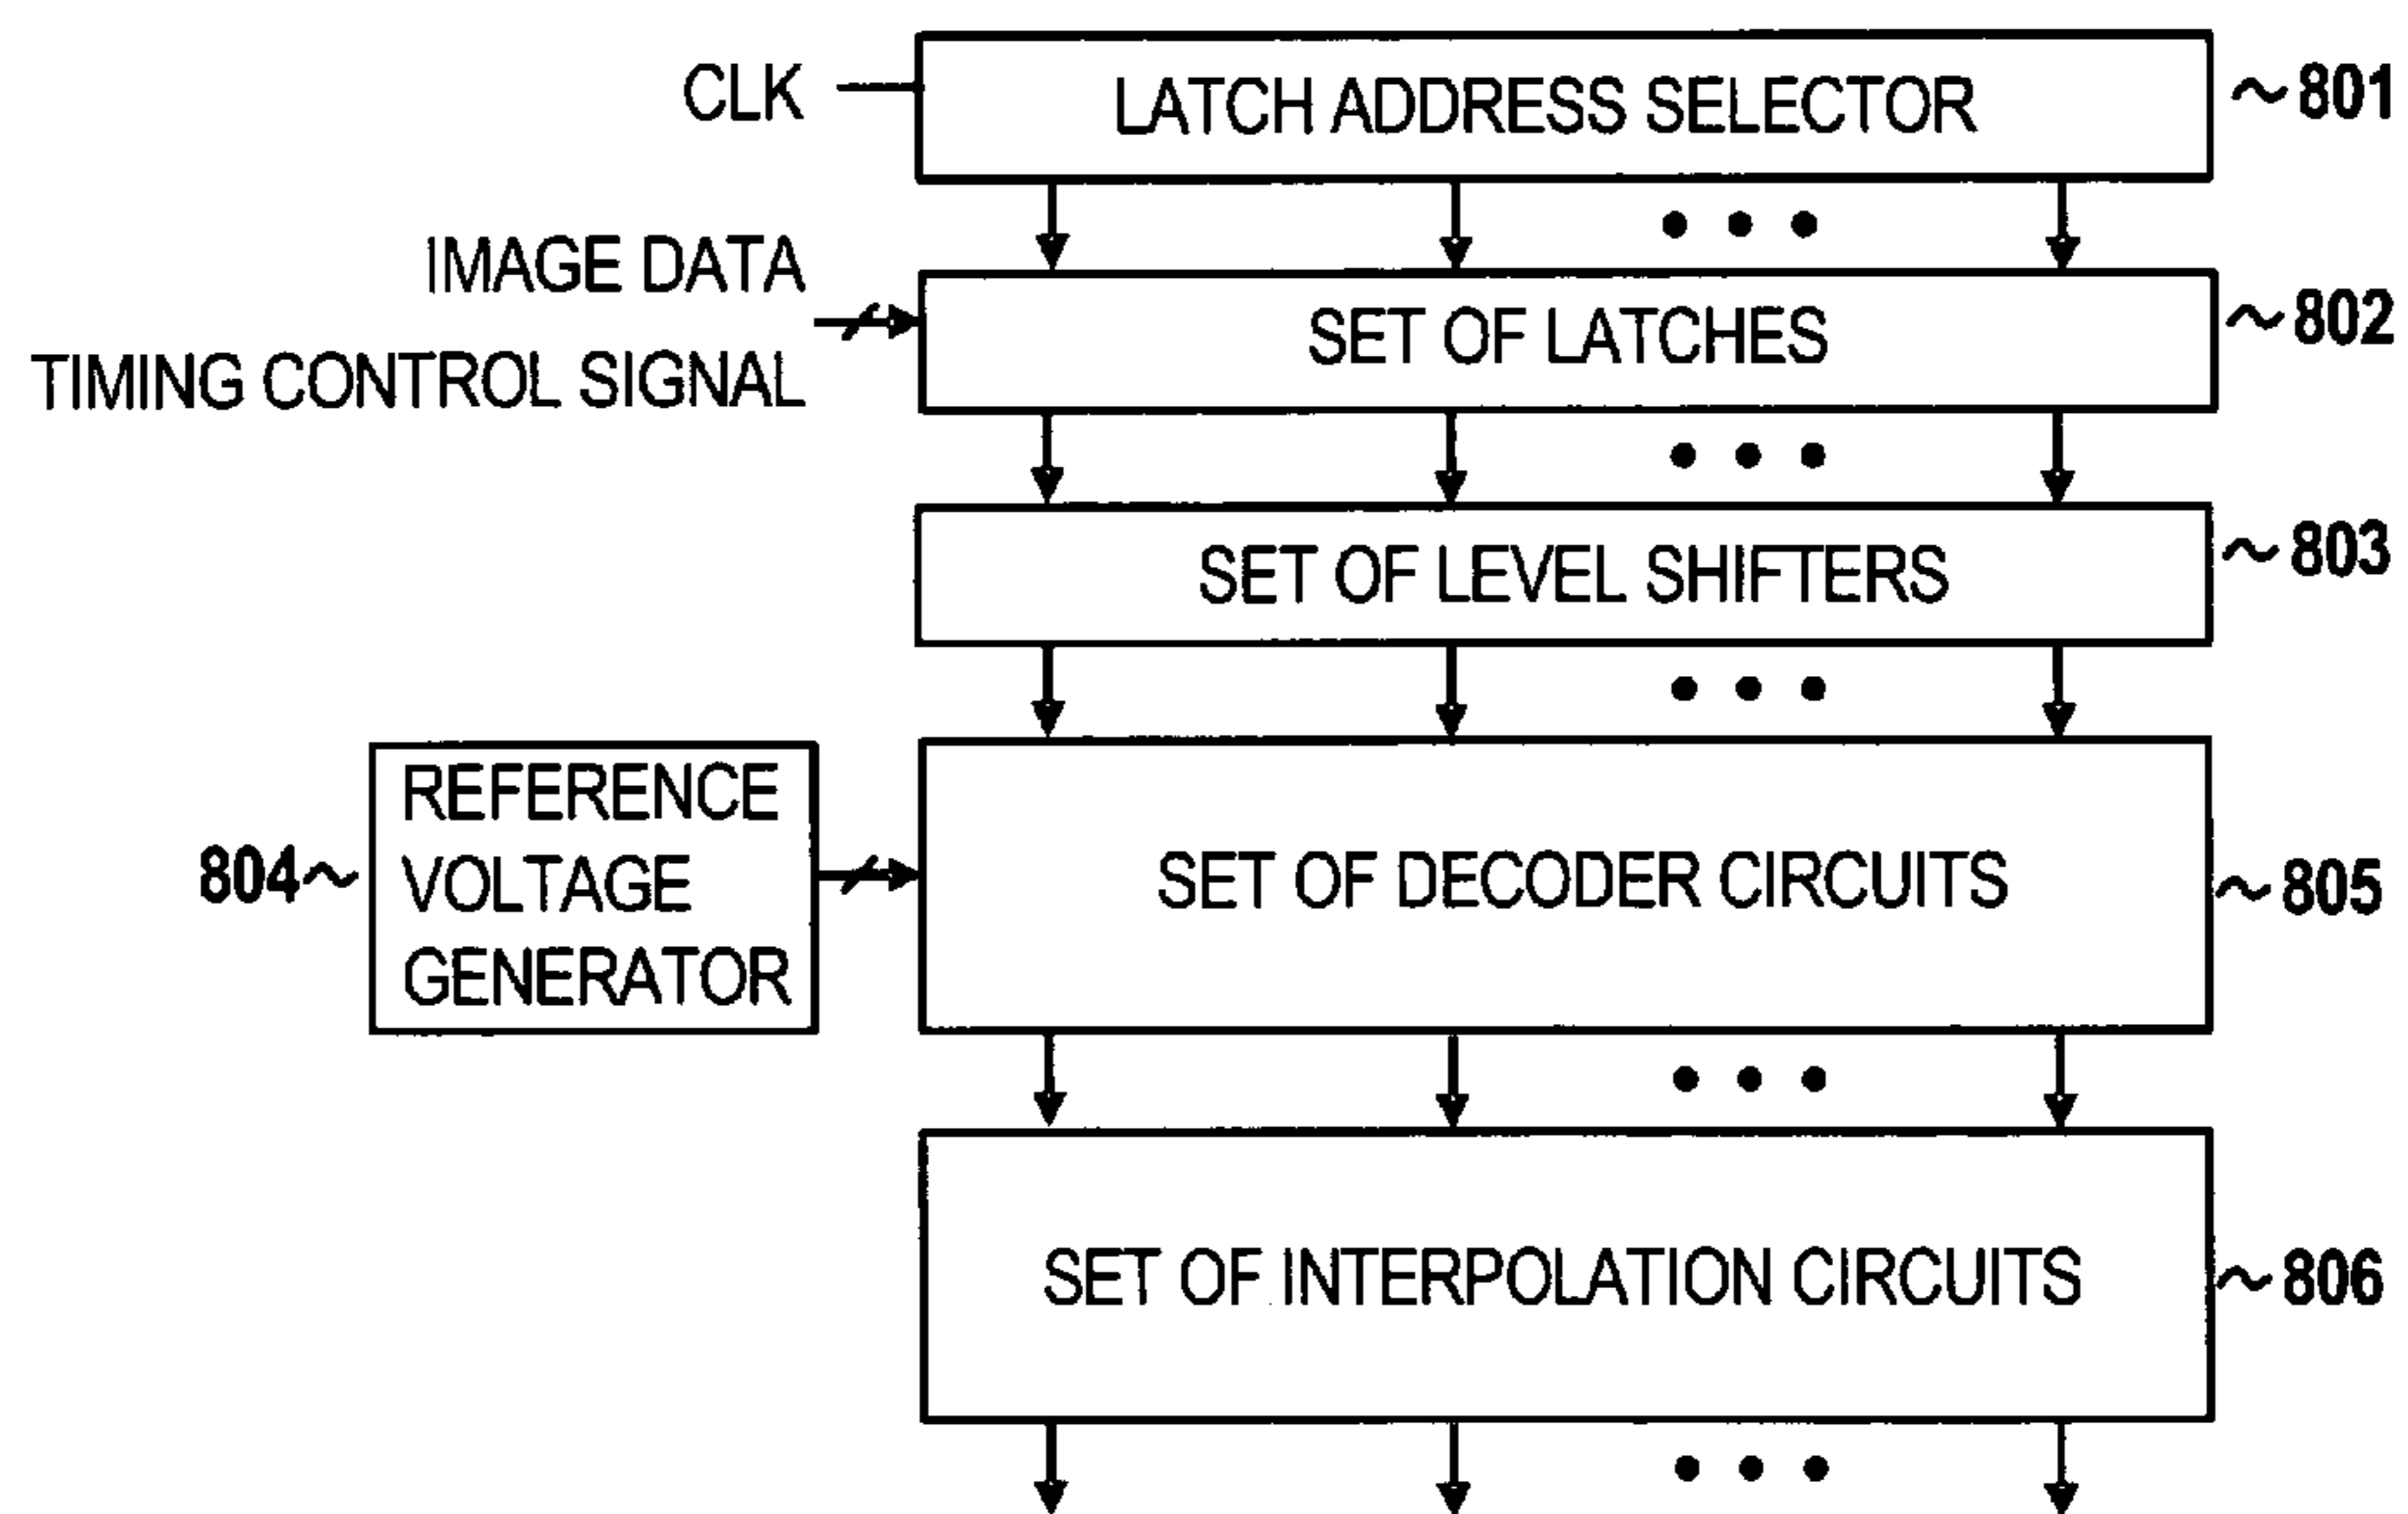 CLK
LATCH ADDRESS SELECTOR
~801
IMAGE DATA
TIMING CONTROL SIGNAL
SET OF LATCHES
~802
SET OF LEVEL SHIFTERS
~803
804~
REFERENCE
VOLTAGE
GENERATOR
SET OF DECODER CIRCUITS
~805
SET OF INTERPOLATION CIRCUITS
~806